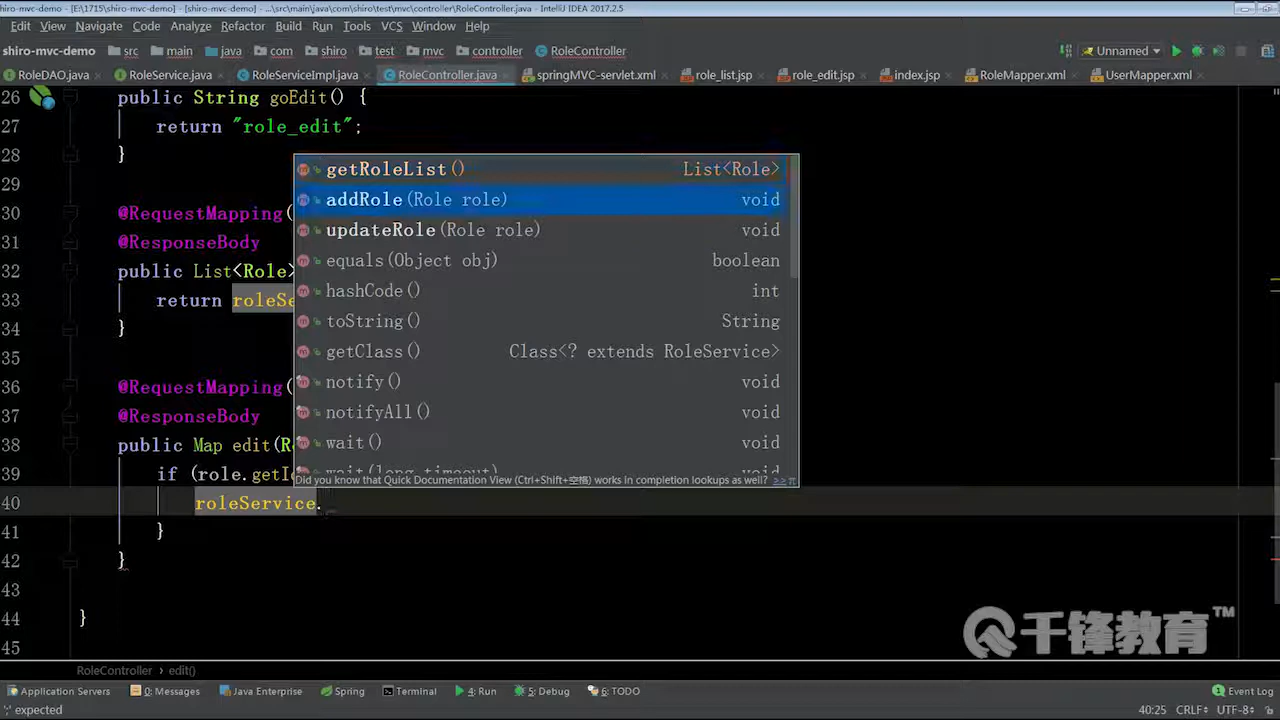 shiro-mvc-demo - [E:\1715\shiro-mvc-demo] - [shiro-mvc-demo] - ...\src\main\java\com\shiro\test\mvc\controller\RoleController.java - IntelliJ IDEA 2017.2.5
Edit View Navigate Code Analyze Refactor Build Run Tools VCS Window Help
shiro-mvc-demo src main java com shiro test mvc controller RoleController Unnamed
RoleDAO.java RoleService.java RoleServiceImpl.java RoleController.java springMVC-servlet.xml role_list.jsp role_edit.jsp index.jsp RoleMapper.xml UserMapper.xml
26 public String goEdit() {
27 return "role_edit";
28 }
29
30 @RequestMapping(
31 @ResponseBody
32 public List<Role>
33 return roleSe
34 }
35
36 @RequestMapping(
37 @ResponseBody
38 public Map edit(R
39 if (role.getI
40 roleService.
41 }
42 }
43
44 }
45
getRoleList() List<Role>
addRole(Role role) void
updateRole(Role role) void
equals(Object obj) boolean
hashCode() int
toString() String
getClass() Class<? extends RoleService>
notify() void
notifyAll() void
wait() void
wait(long timeout) void
Did you know that Quick Documentation View (Ctrl+Shift+空格) works in completion lookups as well? >> π
千锋教育™
RoleController › edit()
Application Servers 0: Messages Java Enterprise Spring Terminal 4: Run 5: Debug 6: TODO Event Log
';' expected 40:25 CRLF UTF-8